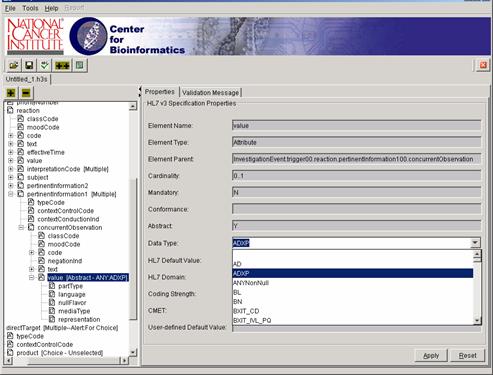 File Tools Help Report
NATIONAL
CANCER
INSTITUTE
Center
for
Bioinformatics
Untitled_1.h3s
phoneNumber
reaction
classCode
moodCode
code
text
effectiveTime
value
interpretationCode [Multiple]
subject
pertinentInformation2
pertinentInformation1 [Multiple]
typeCode
contextControlCode
contextConductionInd
concurrentObservation
classCode
moodCode
code
negationInd
text
value [Abstract - ANY:ADXP]
partType
language
nullFlavor
mediaType
representation
directTarget [Multiple--Alert:For Choice]
typeCode
contextControlCode
product [Choice - Unselected]
Properties Validation Message
HL7 v3 Specification Properties
Element Name: value
Element Type: Attribute
Element Parent: InvestigationEvent.trigger00.reaction.pertinentInformation100.concurrentObservation
Cardinality: 0..1
Mandatory: N
Conformance:
Abstract: Y
Data Type: ADXP
HL7 Default Value:
AD
HL7 Domain:
ADXP
ANYNonNull
Coding Strength:
BL
BN
CMET:
BXIT_CD
BXIT_IVL_PQ
User-defined Default Value:
Apply Reset